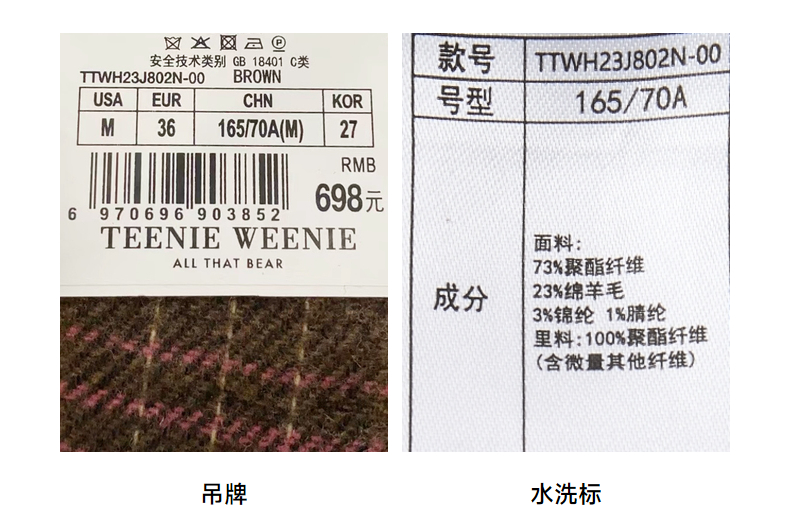 安全技术类别 GB 18401 C类
TTWH23J802N-00 BROWN
USA EUR CHN KOR
M 36 165/70A(M) 27
RMB
698元
6 970696 903852
TEENIE WEENIE
ALL THAT BEAR
吊牌
款号 TTWH23J802N-00
号型 165/70A
成分
面料:
73%聚酯纤维
23%绵羊毛
3%锦纶 1%腈纶
里料:100%聚酯纤维
(含微量其他纤维)
水洗标